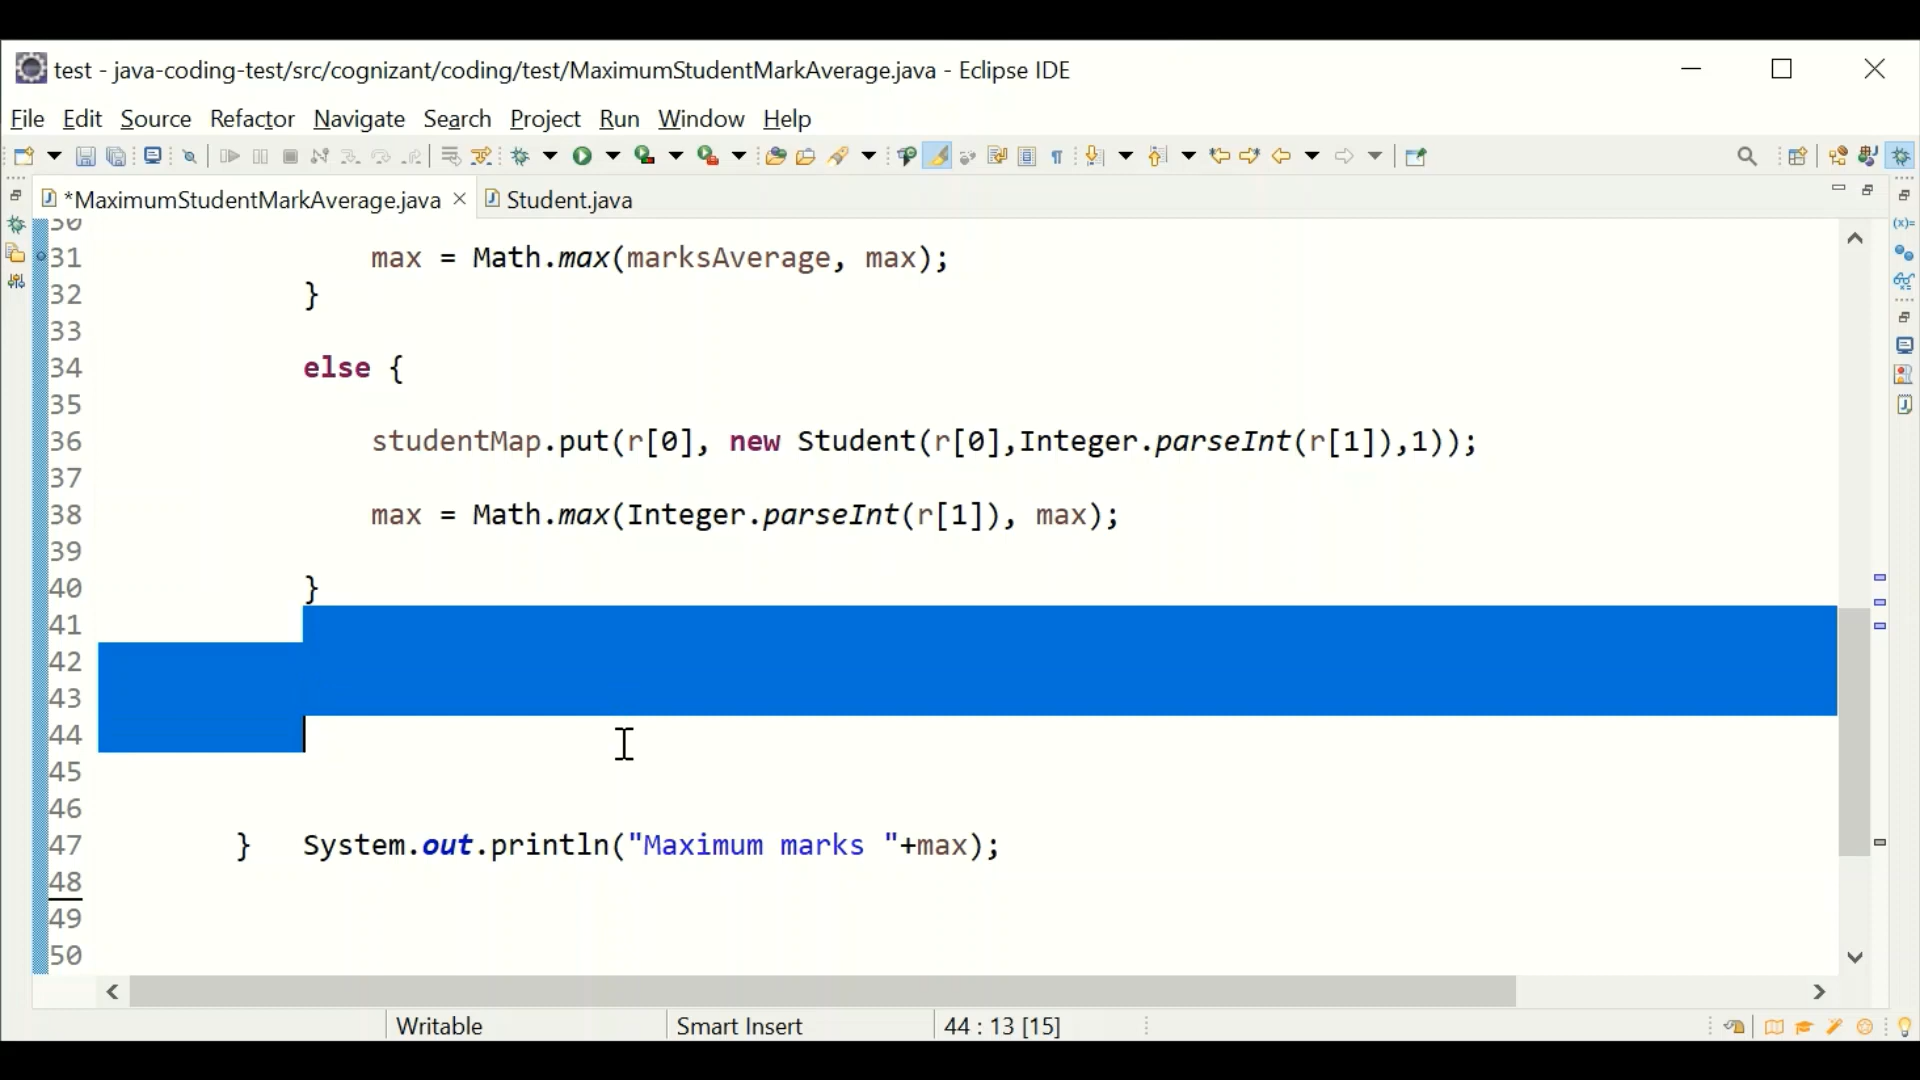 test - java-coding-test/src/cognizant/coding/test/MaximumStudentMarkAverage.java - Eclipse IDE
File Edit Source Refactor Navigate Search Project Run Window Help
*MaximumStudentMarkAverage.java Student.java
30
31 max = Math.max(marksAverage, max);
32 }
33
34 else {
35
36 studentMap.put(r[0], new Student(r[0],Integer.parseInt(r[1]),1));
37
38 max = Math.max(Integer.parseInt(r[1]), max);
39
40 }
41
42
43
44
45
46
47 } System.out.println("Maximum marks "+max);
48
49
50
Writable Smart Insert 44 : 13 [15]